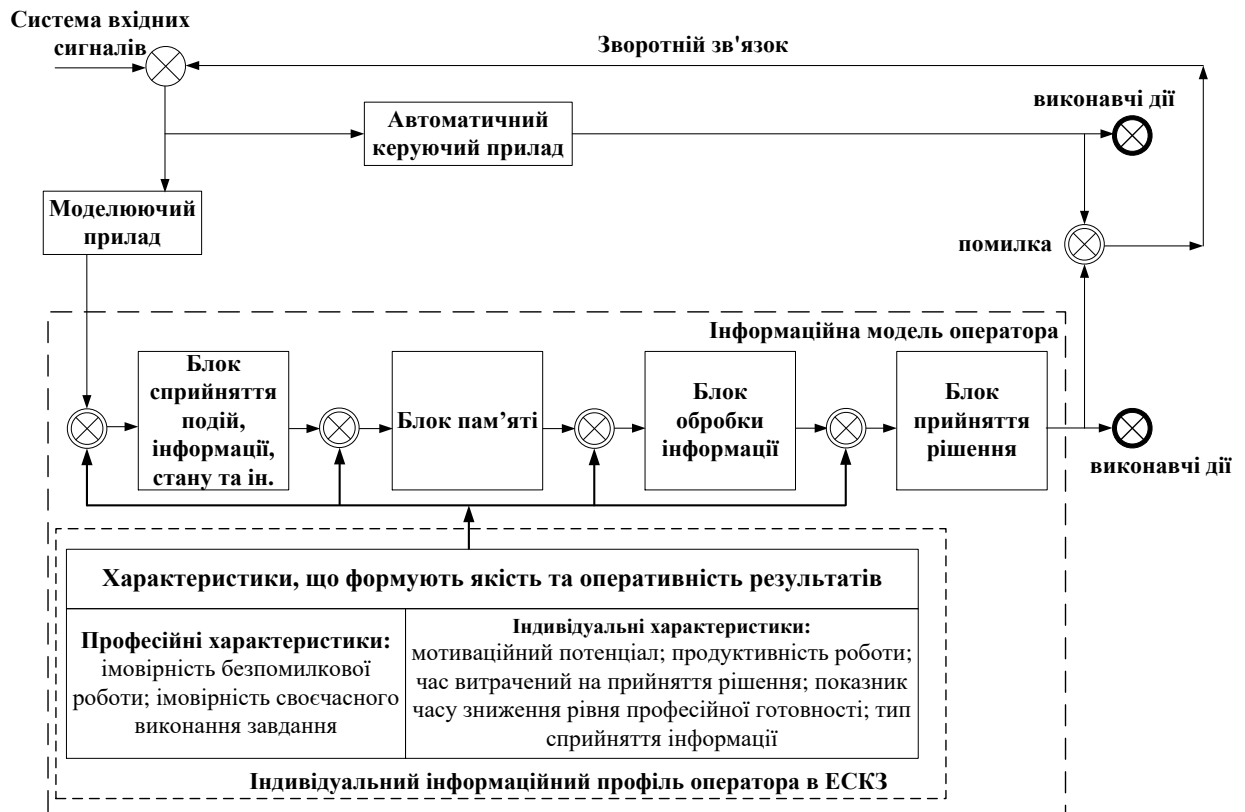 Система вхідних
сигналів
Зворотній зв'язок
виконавчі дії
Автоматичний
керуючий прилад
Моделюючий
прилад
помилка
Інформаційна модель оператора
Блок
сприйняття
подій,
інформації,
стану та ін.
Блок пам’яті
Блок
обробки
інформації
Блок
прийняття
рішення
виконавчі дії
Характеристики, що формують якість та оперативність результатів
Професійні характеристики:
імовірність безпомилкової
роботи; імовірність своєчасного
виконання завдання
Індивідуальні характеристики:
мотиваційний потенціал; продуктивність роботи;
час витрачений на прийняття рішення; показник
часу зниження рівня професійної готовності; тип
сприйняття інформації
Індивідуальний інформаційний профіль оператора в ЕСКЗ